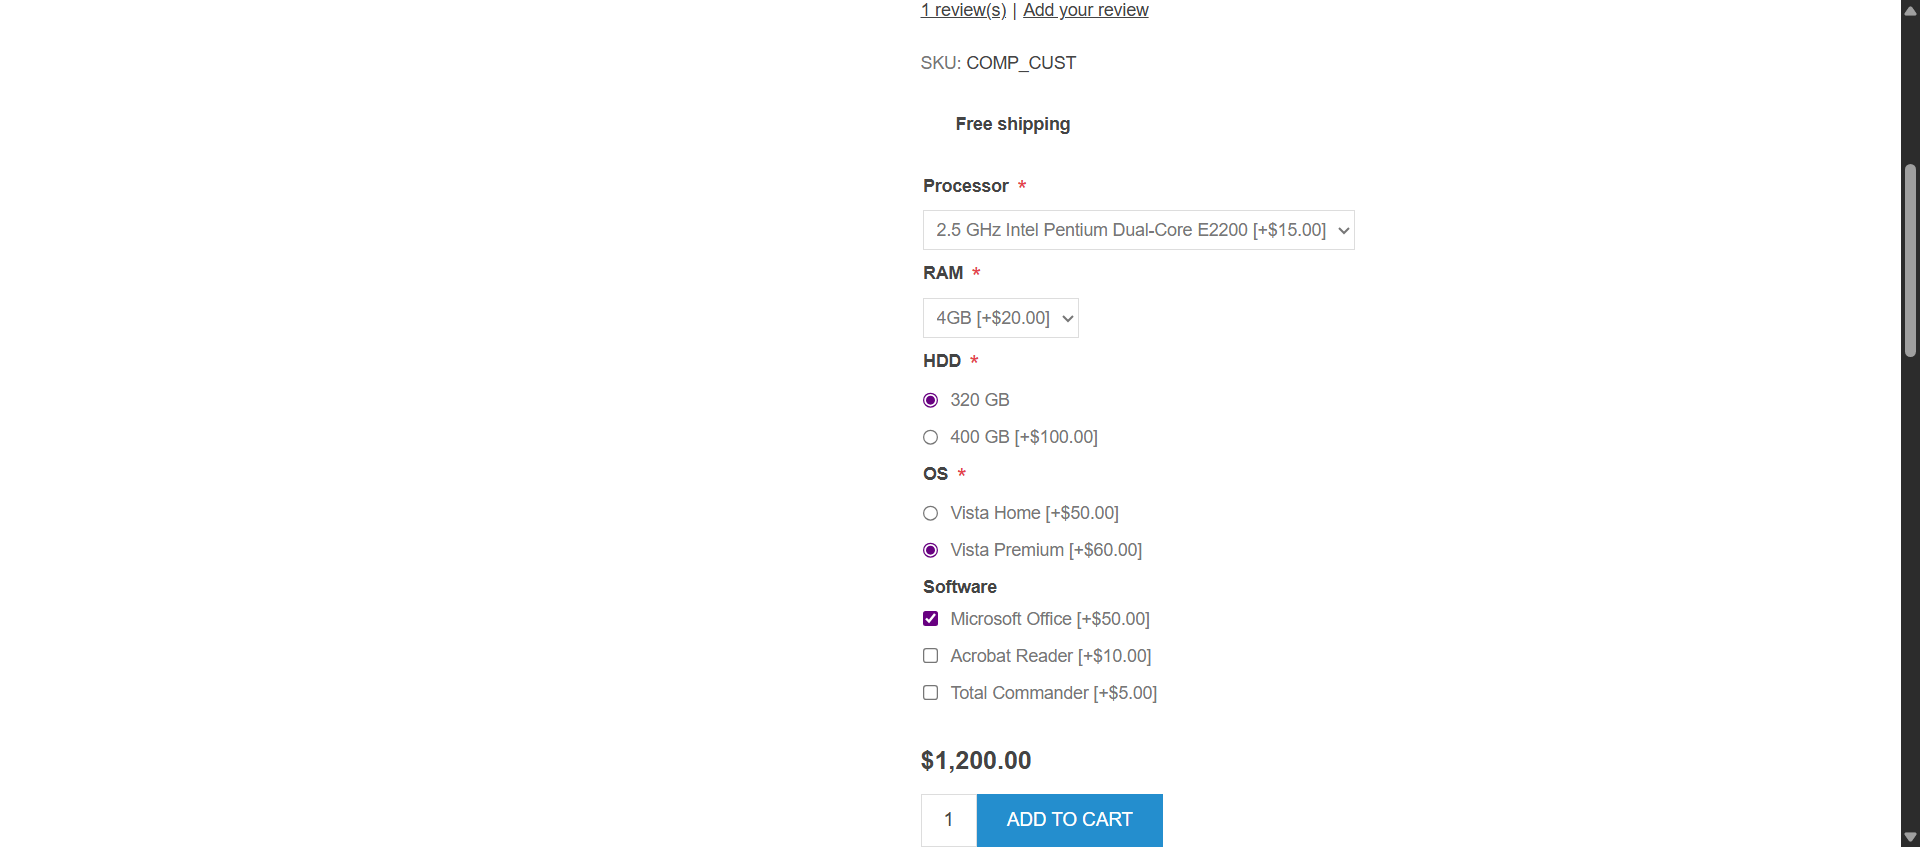 1 review(s) | Add your review
SKU: COMP_CUST
Free shipping
Processor *
2.5 GHz Intel Pentium Dual-Core E2200 [+$15.00]
RAM *
4GB [+$20.00]
HDD *
320 GB
400 GB [+$100.00]
OS *
Vista Home [+$50.00]
Vista Premium [+$60.00]
Software
Microsoft Office [+$50.00]
Acrobat Reader [+$10.00]
Total Commander [+$5.00]
$1,200.00
1 ADD TO CART